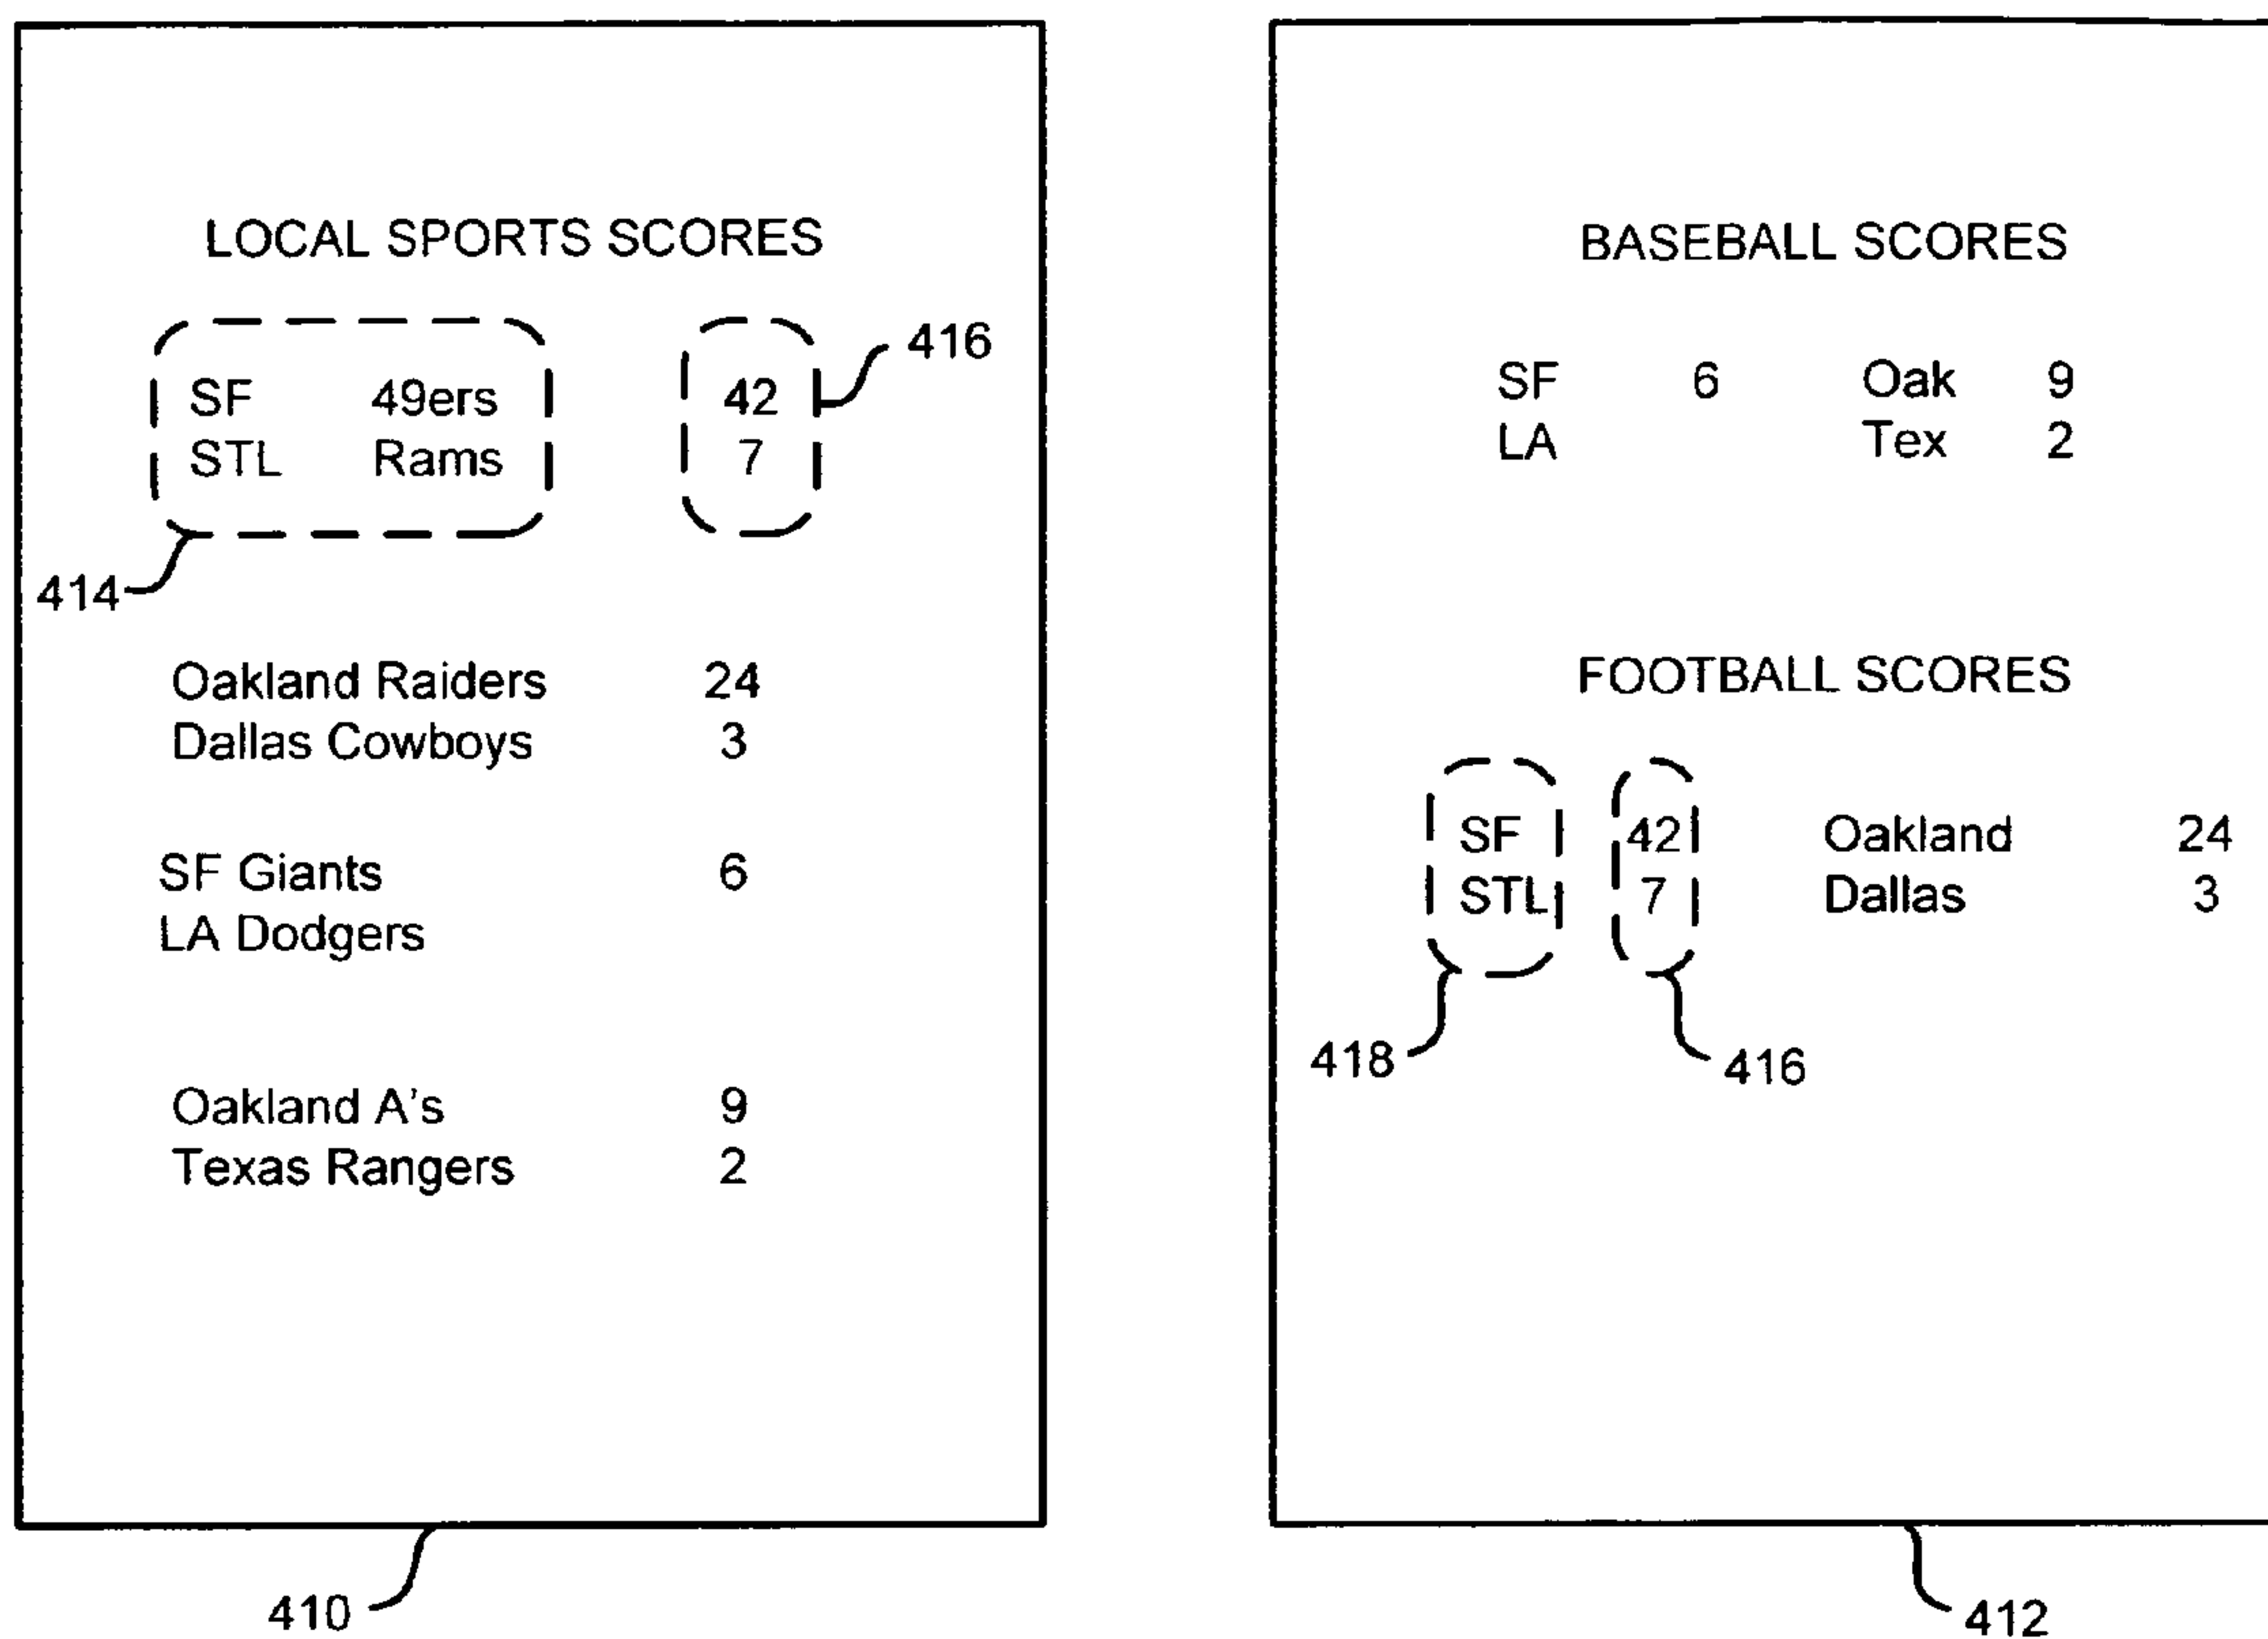 LOCAL SPORTS SCORES
SF 49ers 42
STL Rams 7
416
414
Oakland Raiders 24
Dallas Cowboys 3
SF Giants 6
LA Dodgers
Oakland A's 9
Texas Rangers 2
410
BASEBALL SCORES
SF 6 Oak 9
LA Tex 2
FOOTBALL SCORES
SF 42 Oakland 24
STL 7 Dallas 3
418
416
412